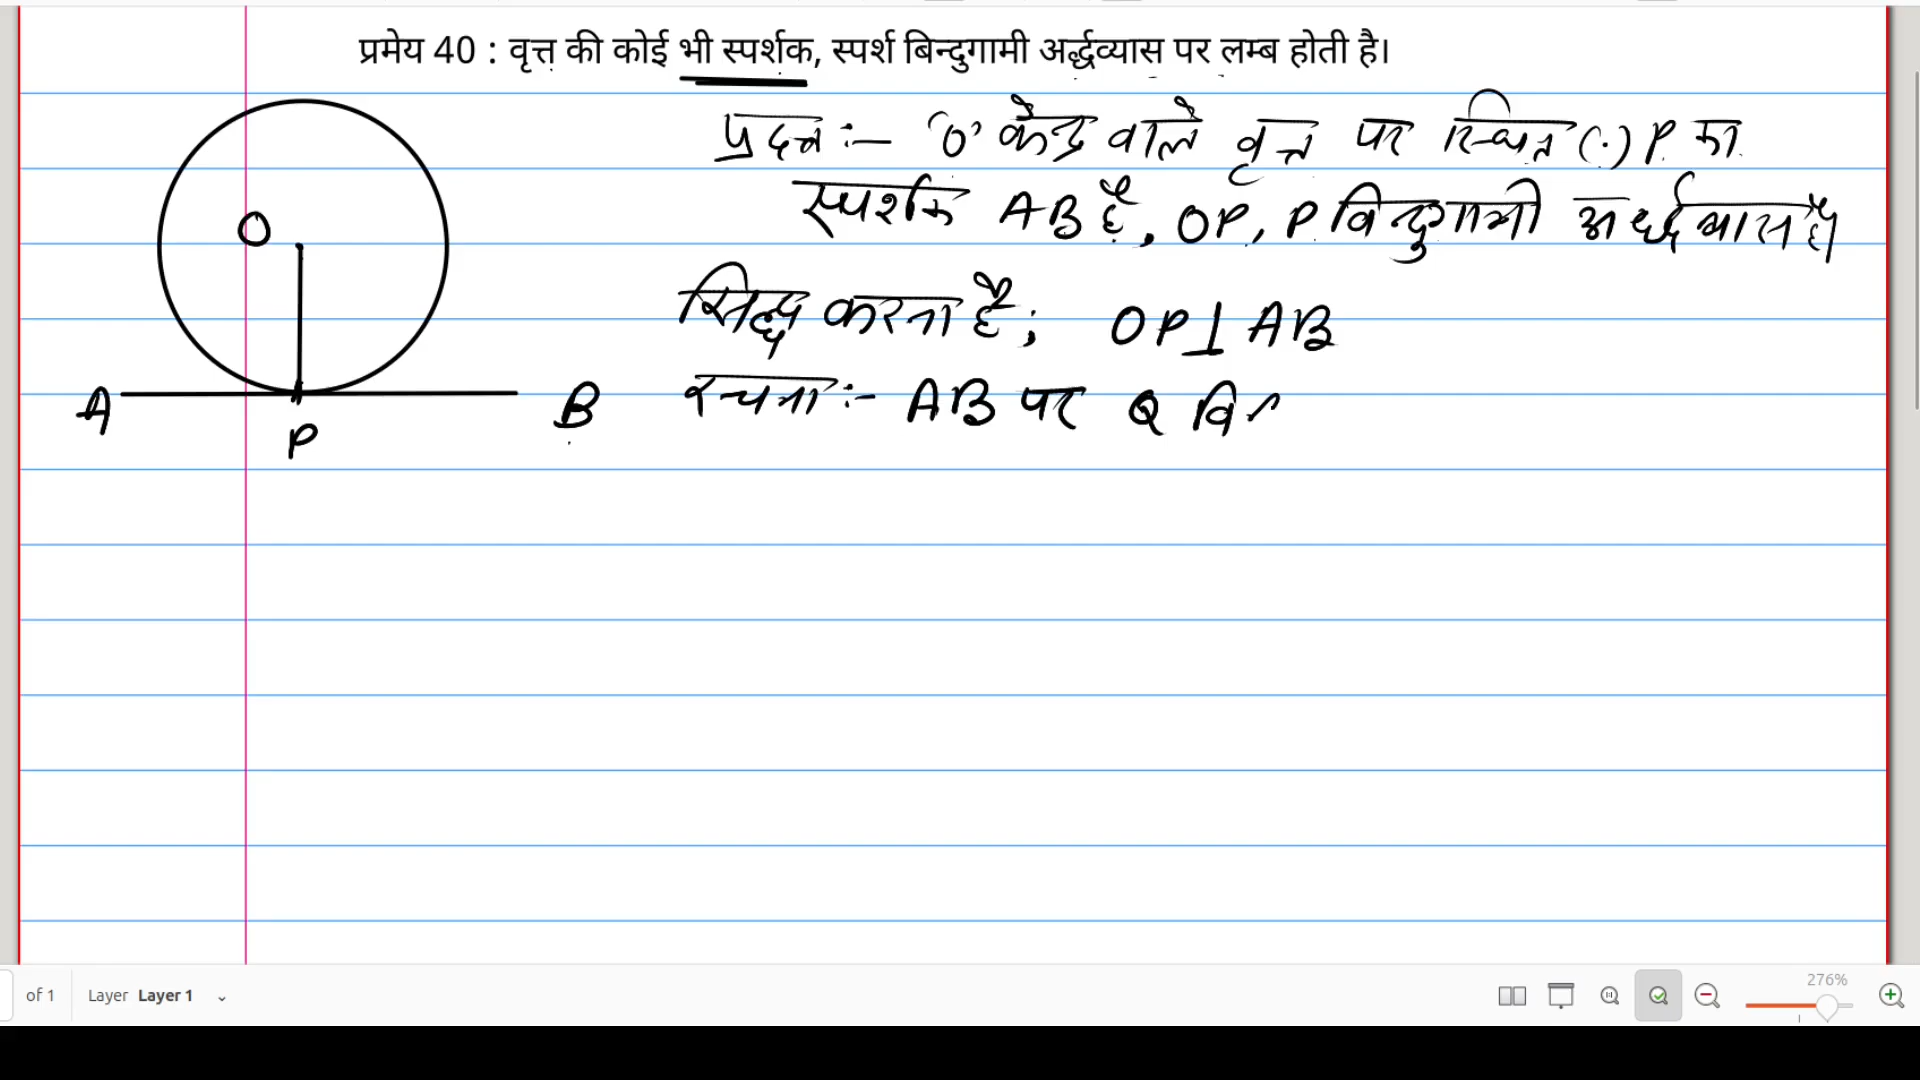 प्रमेय 40 : वृत्त की कोई भी स्पर्शक, स्पर्श बिन्दुगामी अर्द्धव्यास पर लम्ब होती है।
प्रदत्त :- 'O' केन्द्र वाले वृत्त पर स्थित (·) P का
स्पर्शक AB है, OP, P बिन्दुगामी अर्द्धव्यास है।
सिद्ध करना है; OP⊥AB
रचना :- AB पर Q बि
O
A
B
P
of 1 Layer Layer 1
276%